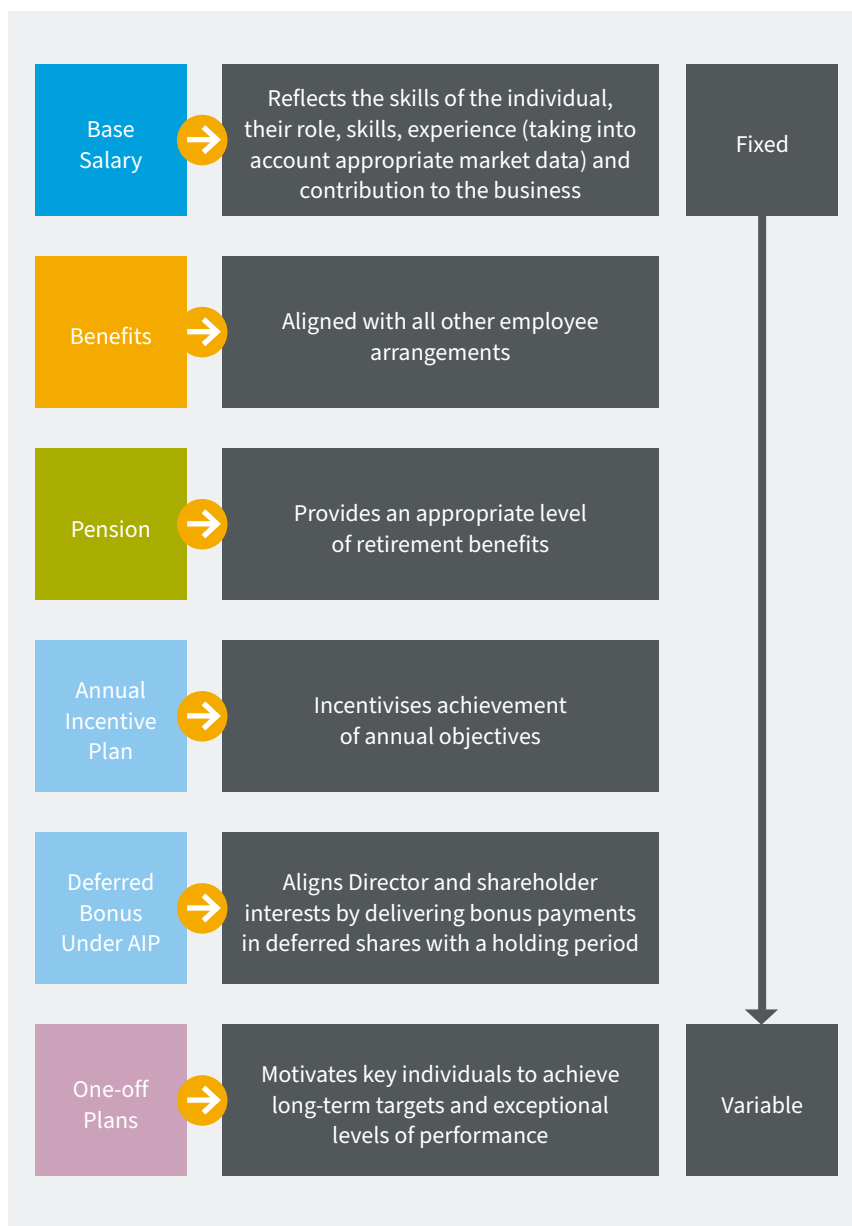 Base
Salary
Reflects the skills of the individual,
their role, skills, experience (taking into
account appropriate market data) and
contribution to the business
Fixed
Benefits
Aligned with all other employee
arrangements
Pension
Provides an appropriate level
of retirement benefits
Annual
Incentive
Plan
Incentivises achievement
of annual objectives
Deferred
Bonus
Under AIP
Aligns Director and shareholder
interests by delivering bonus payments
in deferred shares with a holding period
One-off
Plans
Motivates key individuals to achieve
long-term targets and exceptional
levels of performance
Variable